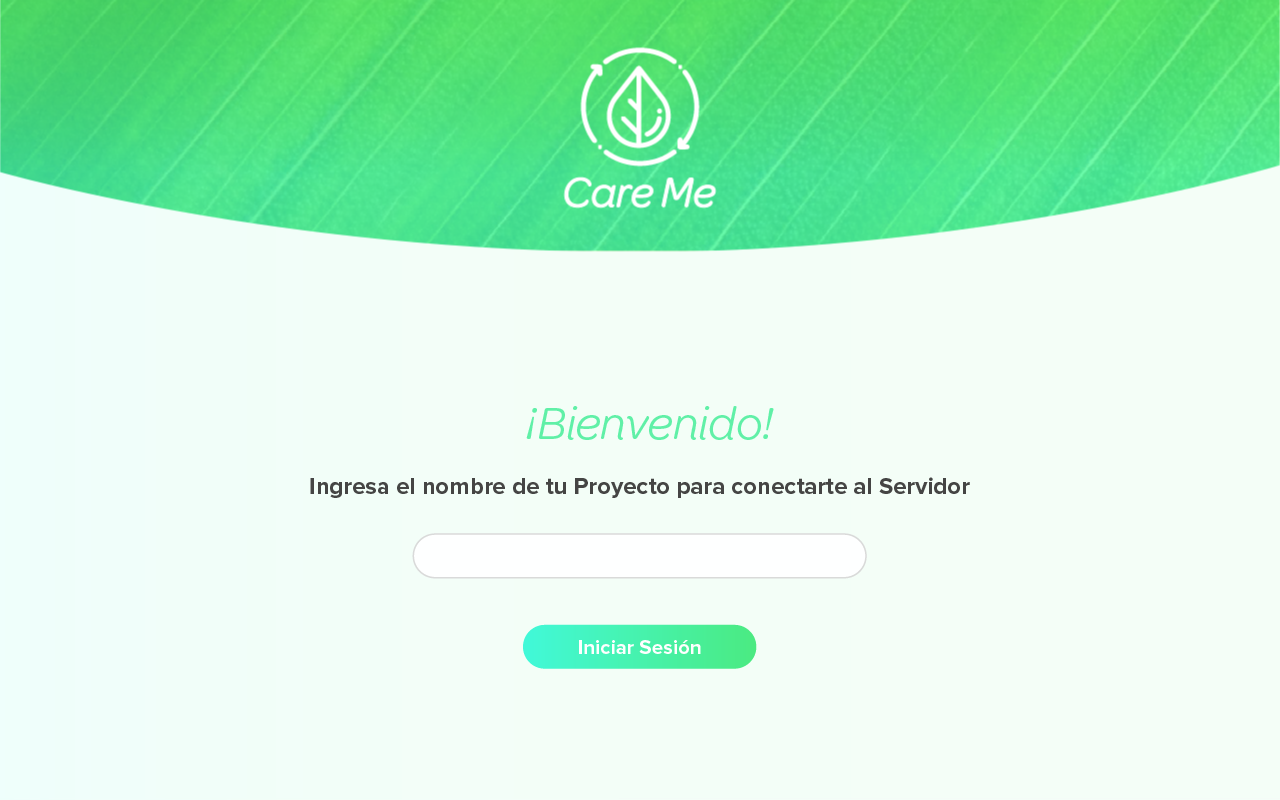 Care Me
¡Bienvenido!
Ingresa el nombre de tu Proyecto para conectarte al Servidor
Iniciar Sesión